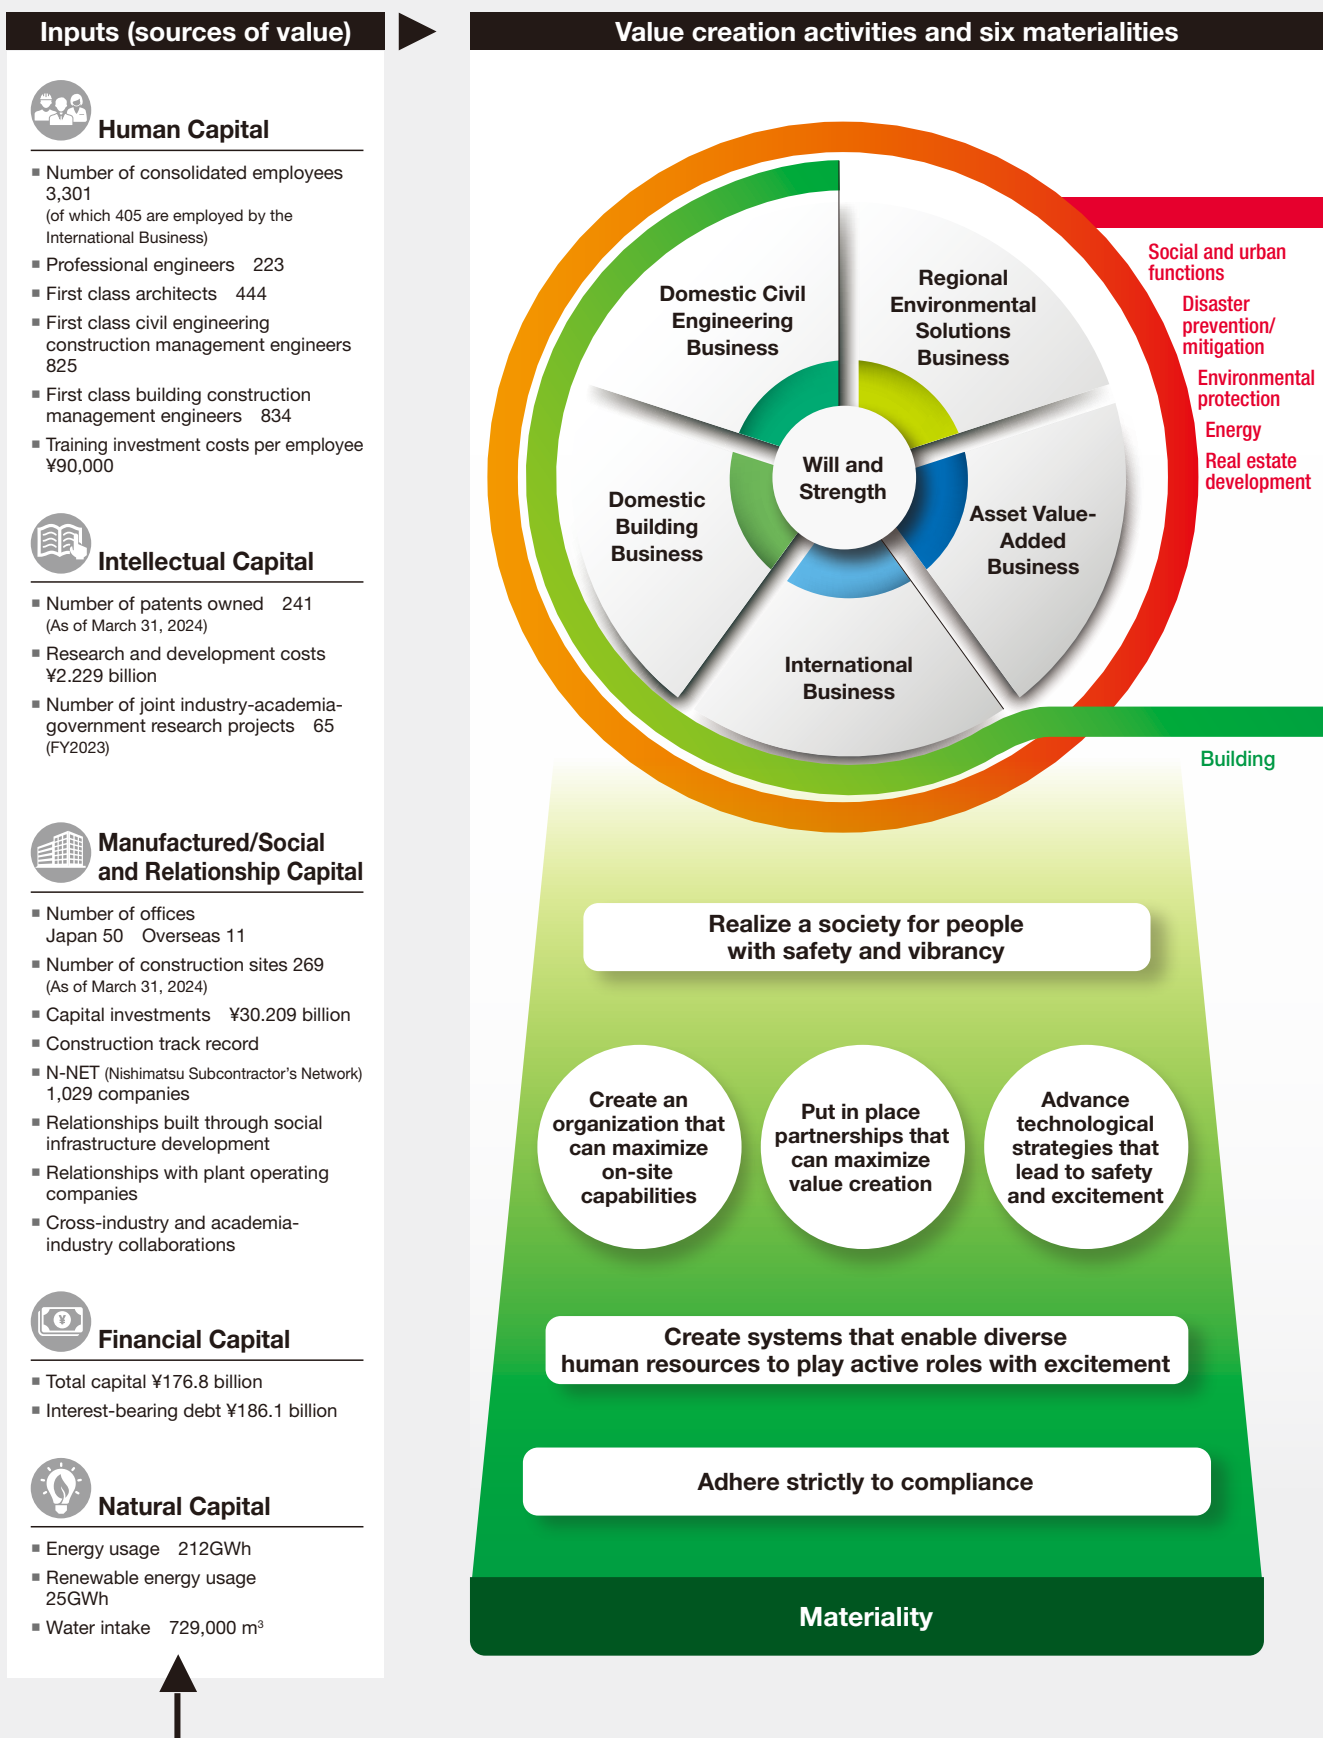 Inputs (sources of value)
Human Capital
■ Number of consolidated employees
3,301
(of which 405 are employed by the
International Business)
■ Professional engineers 223
■ First class architects 444
■ First class civil engineering
construction management engineers
825
■ First class building construction
management engineers 834
■ Training investment costs per employee
¥90,000
Intellectual Capital
■ Number of patents owned 241
(As of March 31, 2024)
■ Research and development costs
¥2.229 billion
■ Number of joint industry-academia-
government research projects 65
(FY2023)
Manufactured/Social
and Relationship Capital
■ Number of offices
Japan 50 Overseas 11
■ Number of construction sites 269
(As of March 31, 2024)
■ Capital investments ¥30.209 billion
■ Construction track record
■ N-NET (Nishimatsu Subcontractor's Network)
1,029 companies
■ Relationships built through social
infrastructure development
■ Relationships with plant operating
companies
■ Cross-industry and academia-
industry collaborations
Financial Capital
■ Total capital ¥176.8 billion
■ Interest-bearing debt ¥186.1 billion
Natural Capital
■ Energy usage 212GWh
■ Renewable energy usage
25GWh
■ Water intake 729,000 m³
Value creation activities and six materialities
Domestic Civil
Engineering
Business
Regional
Environmental
Solutions
Business
Domestic
Building
Business
Will and
Strength
Asset Value-
Added
Business
International
Business
Social and urban
functions
Disaster
prevention/
mitigation
Environmental
protection
Energy
Real estate
development
Building
Realize a society for people
with safety and vibrancy
Create an
organization that
can maximize
on-site
capabilities
Put in place
partnerships that
can maximize
value creation
Advance
technological
strategies that
lead to safety
and excitement
Create systems that enable diverse
human resources to play active roles with excitement
Adhere strictly to compliance
Materiality